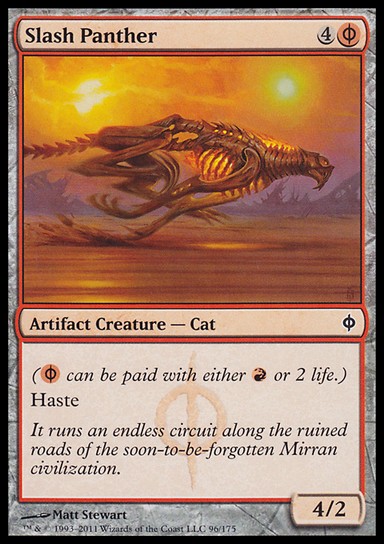 Slash Panther 4
Artifact Creature — Cat
( can be paid with either or 2 life.)
Haste
It runs an endless circuit along the ruined
roads of the soon-to-be-forgotten Mirran
civilization.
Matt Stewart
4/2
™ & © 1993–2011 Wizards of the Coast LLC 96/175